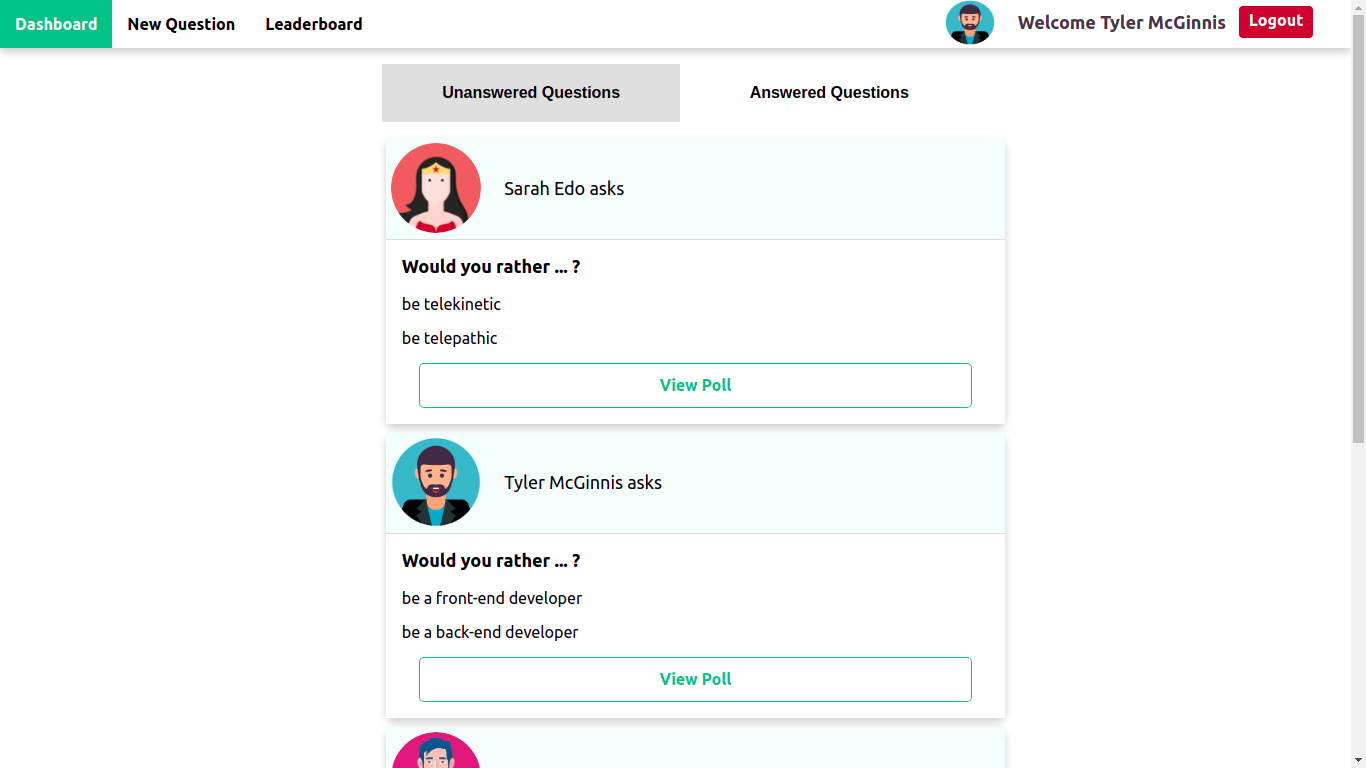 Dashboard New Question Leaderboard Welcome Tyler McGinnis Logout
Unanswered Questions Answered Questions
Sarah Edo asks
Would you rather ... ?
be telekinetic
be telepathic
View Poll
Tyler McGinnis asks
Would you rather ... ?
be a front-end developer
be a back-end developer
View Poll